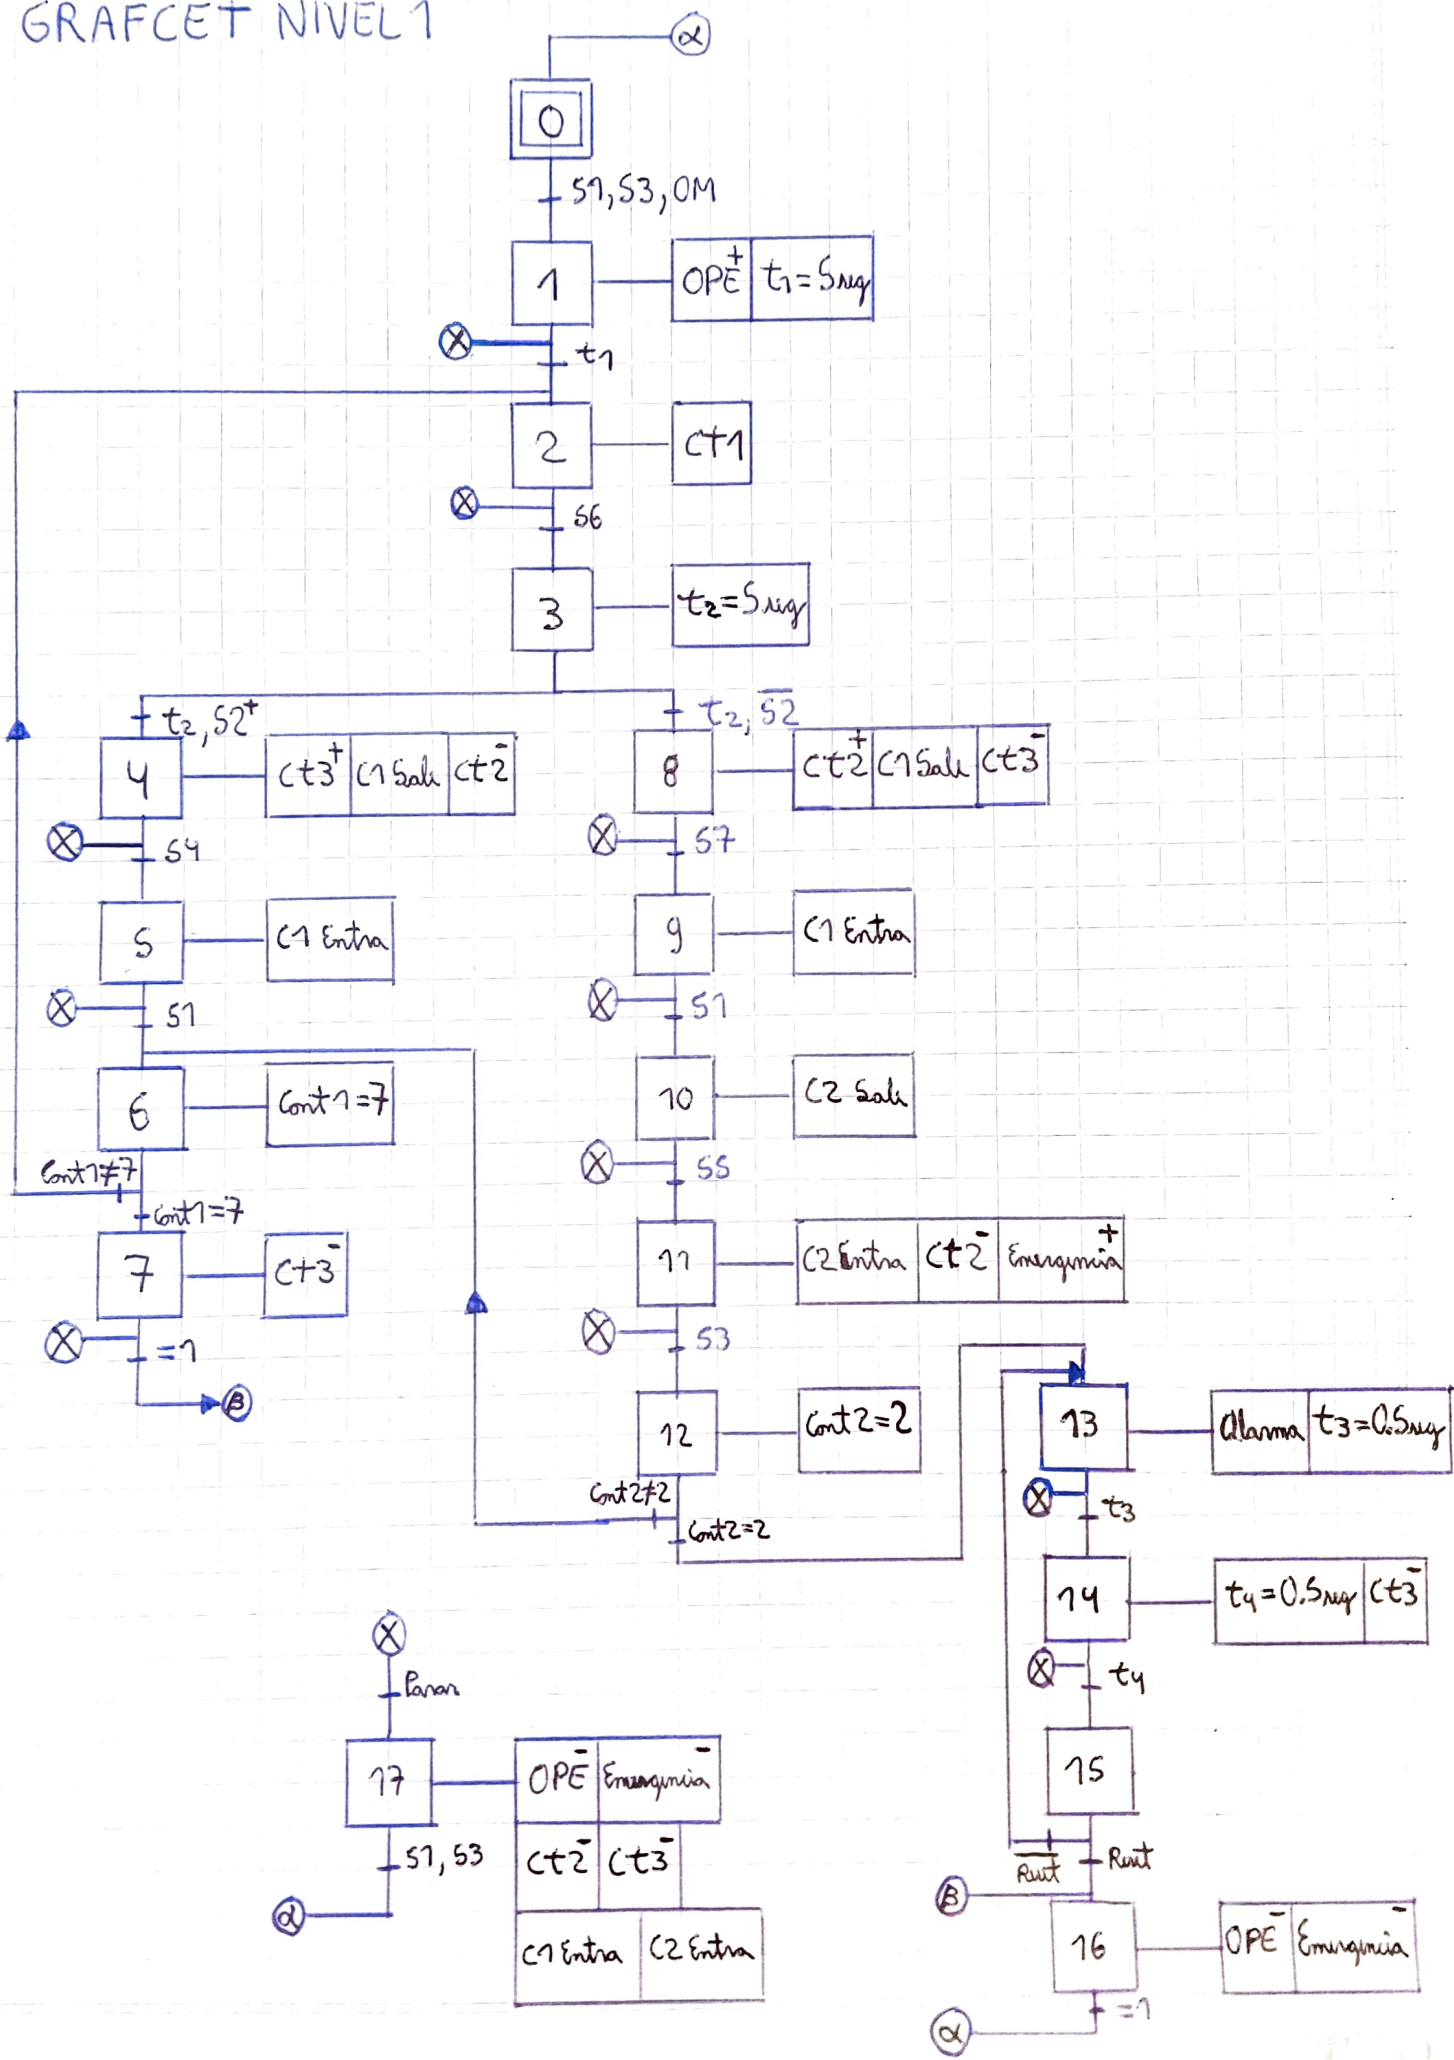 GRAFCET NIVEL 1
α
0
S1, S3, OM
1
OPE+ t1=5seg
X
t1
2
Ct1
X
S6
3
t2=5seg
t2, S2+
t2, S̅2̅
4
Ct3+ C1 Sale Ct2-
8
Ct2+ C1 Sale Ct3-
X
S4
X
S7
5
C1 Entra
9
C1 Entra
X
S1
X
S1
6
Cont1=7
10
C2 Sale
Cont1≠7
Cont1=7
X
S5
7
Ct3-
11
C2 Entra Ct2- Emergencia+
X
=1
X
S3
β
12
Cont2=2
13
Alarma t3=0.5seg
Cont2≠2
Cont2=2
X
t3
14
t4=0.5seg Ct3-
X
Parar
X
t4
17
OPE- Emergencia-
Ct2- Ct3-
C1 Entra C2 Entra
S1, S3
α
15
R̅e̅s̅e̅t̅
Reset
β
16
OPE- Emergencia-
=1
α